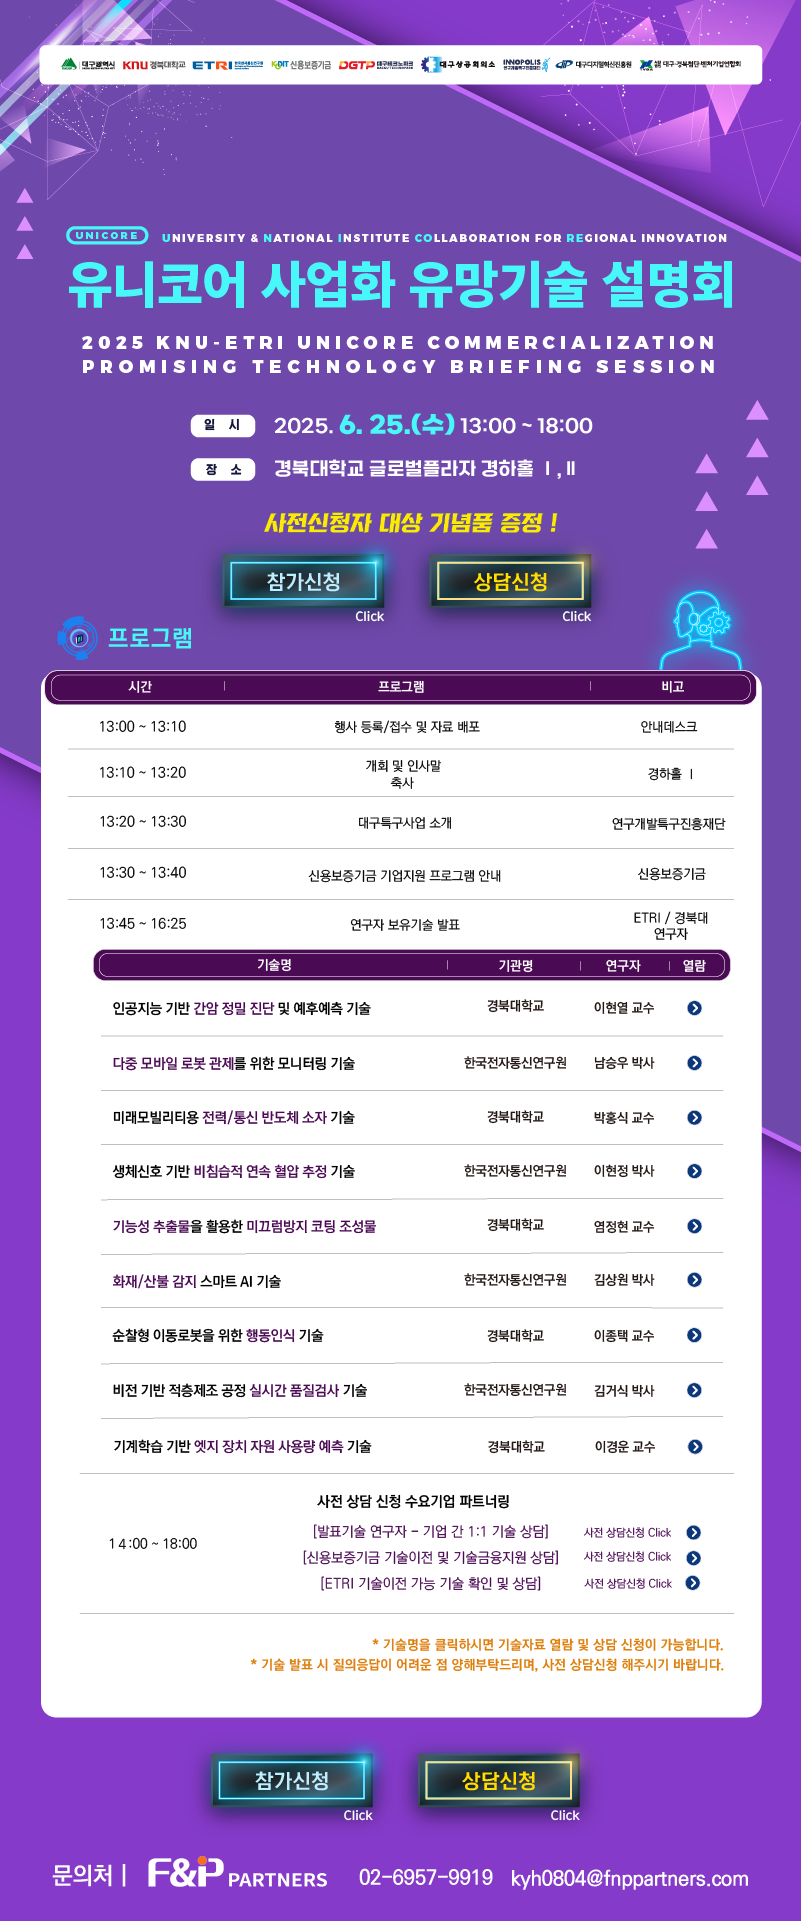 대구광역시
KNU 경북대학교
ETRI 한국전자통신연구원
KODIT 신용보증기금
DGTP 대구테크노파크
대구상공회의소
INNOPOLIS 연구개발특구진흥재단
대구디지털혁신진흥원
대구·경북첨단·벤처기업연합회
UNICORE UNIVERSITY & NATIONAL INSTITUTE COLLABORATION FOR REGIONAL INNOVATION
유니코어 사업화 유망기술 설명회
2025 KNU-ETRI UNICORE COMMERCIALIZATION
PROMISING TECHNOLOGY BRIEFING SESSION
일 시 2025. 6. 25.(수) 13:00 ~ 18:00
장 소 경북대학교 글로벌플라자 경하홀 Ⅰ, Ⅱ
사전신청자 대상 기념품 증정 !
참가신청 상담신청
Click Click
프로그램
시간 프로그램 비고
13:00 ~ 13:10 행사 등록/접수 및 자료 배포 안내데스크
13:10 ~ 13:20 개회 및 인사말 경하홀 Ⅰ
축사
13:20 ~ 13:30 대구특구사업 소개 연구개발특구진흥재단
13:30 ~ 13:40 신용보증기금 기업지원 프로그램 안내 신용보증기금
13:45 ~ 16:25 연구자 보유기술 발표 ETRI / 경북대
연구자
기술명 기관명 연구자 열람
인공지능 기반 간암 정밀 진단 및 예후예측 기술 경북대학교 이현열 교수
다중 모바일 로봇 관제를 위한 모니터링 기술 한국전자통신연구원 남승우 박사
미래모빌리티용 전력/통신 반도체 소자 기술 경북대학교 박홍식 교수
생체신호 기반 비침습적 연속 혈압 추정 기술 한국전자통신연구원 이현정 박사
기능성 추출물을 활용한 미끄럼방지 코팅 조성물 경북대학교 염정현 교수
화재/산불 감지 스마트 AI 기술 한국전자통신연구원 김상원 박사
순찰형 이동로봇을 위한 행동인식 기술 경북대학교 이종택 교수
비전 기반 적층제조 공정 실시간 품질검사 기술 한국전자통신연구원 김거식 박사
기계학습 기반 엣지 장치 자원 사용량 예측 기술 경북대학교 이경운 교수
사전 상담 신청 수요기업 파트너링
14:00 ~ 18:00 [발표기술 연구자 - 기업 간 1:1 기술 상담] 사전 상담신청 Click
[신용보증기금 기술이전 및 기술금융지원 상담] 사전 상담신청 Click
[ETRI 기술이전 가능 기술 확인 및 상담] 사전 상담신청 Click
* 기술명을 클릭하시면 기술자료 열람 및 상담 신청이 가능합니다.
* 기술 발표 시 질의응답이 어려운 점 양해부탁드리며, 사전 상담신청 해주시기 바랍니다.
참가신청 상담신청
Click Click
문의처 | F&P PARTNERS 02-6957-9919 kyh0804@fnppartners.com